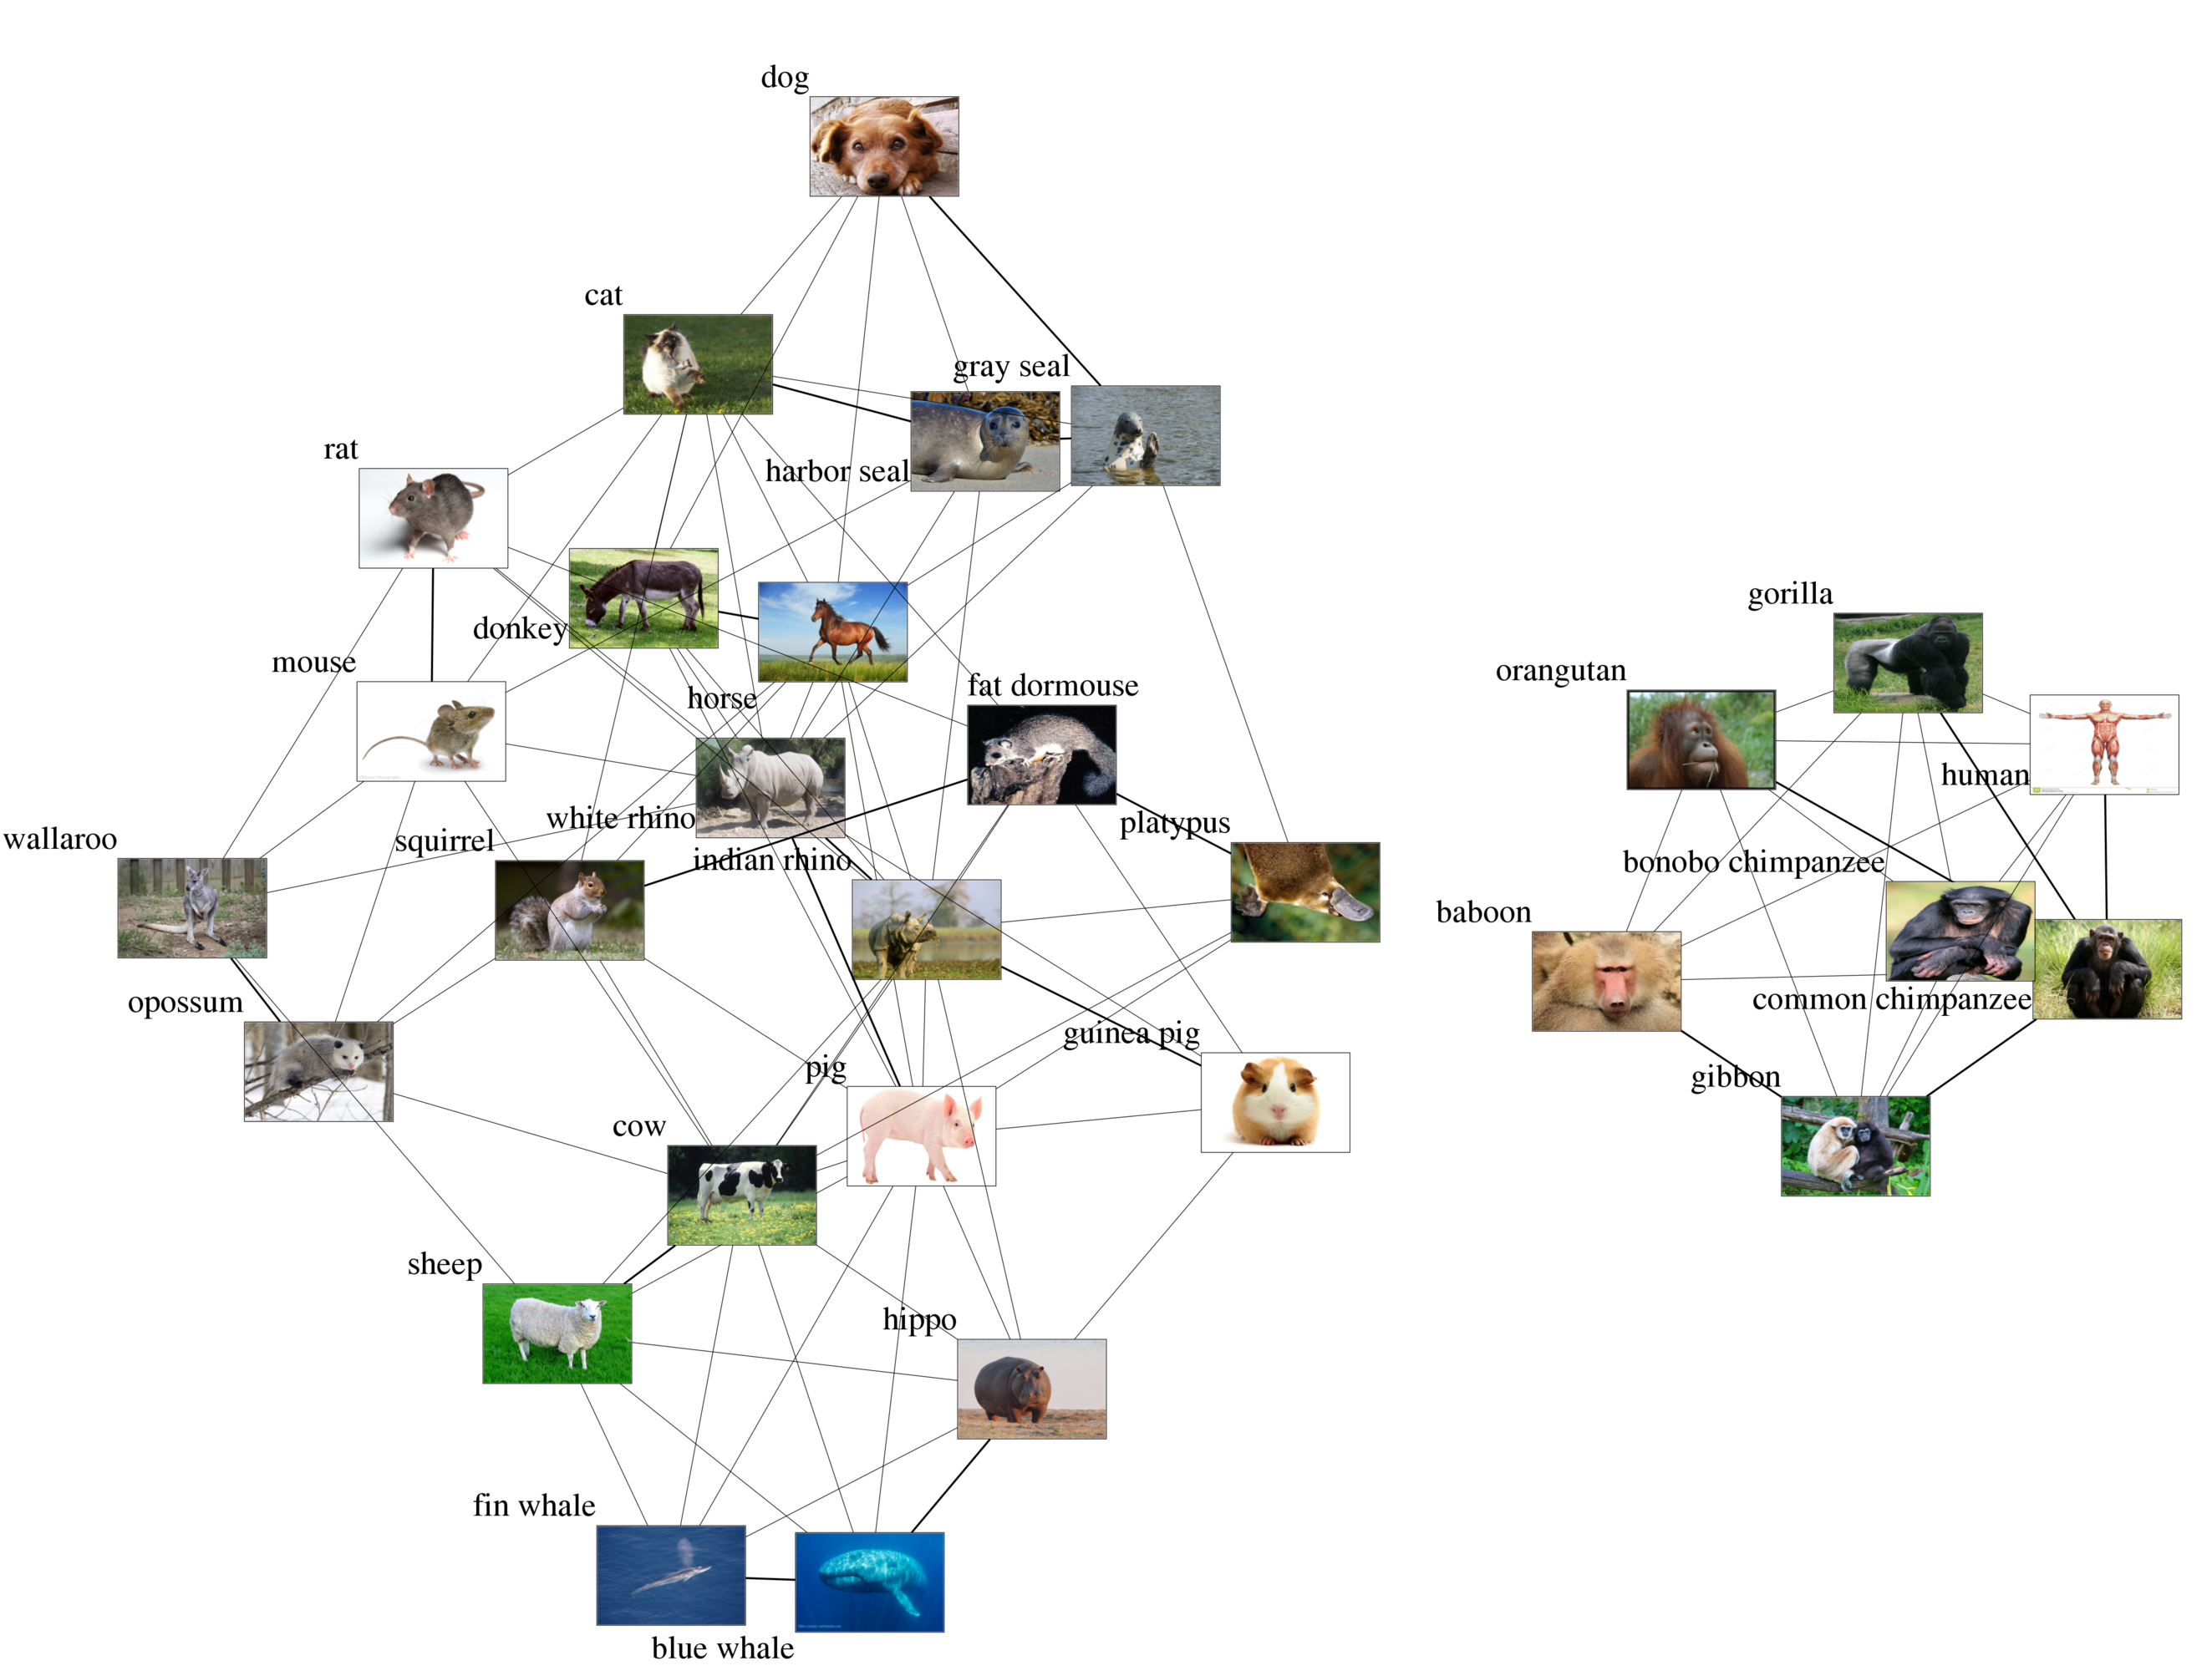 dog
cat
gray seal
rat
harbor seal
gorilla
donkey
mouse
orangutan
horse
fat dormouse
human
white rhino
platypus
wallaroo
squirrel
indian rhino
bonobo chimpanzee
baboon
opossum
common chimpanzee
guinea pig
pig
gibbon
cow
sheep
hippo
fin whale
blue whale